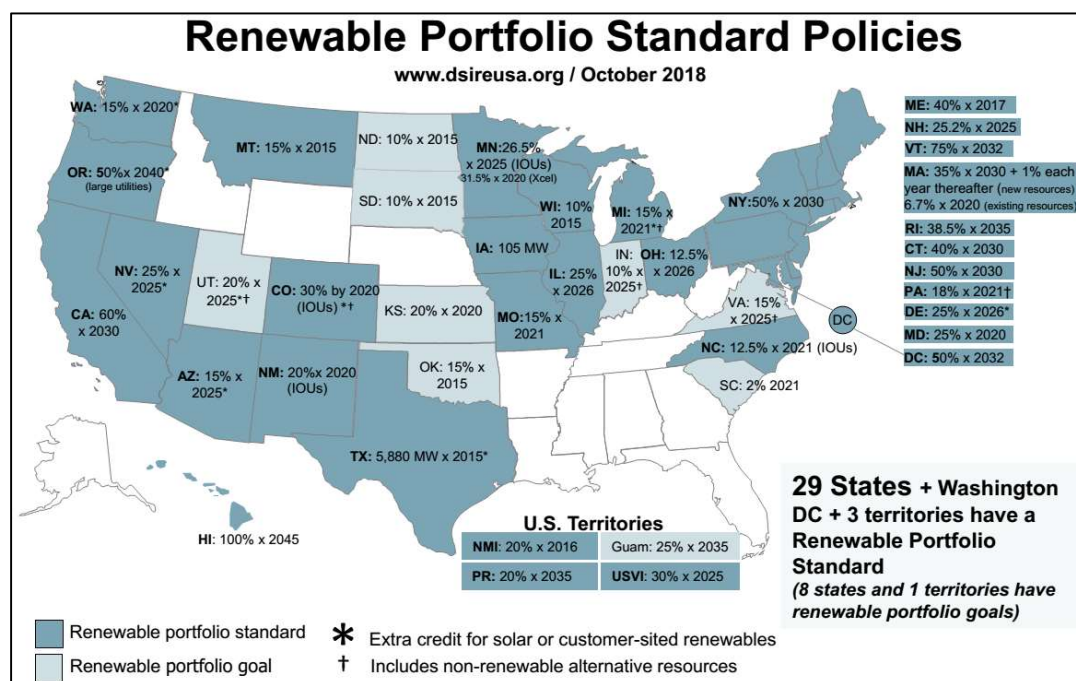 Renewable Portfolio Standard Policies
www.dsireusa.org / October 2018
WA: 15% x 2020*
OR: 50%x 2040*
(large utilities)
CA: 60%
x 2030
NV: 25% x
2025*
UT: 20% x
2025*†
AZ: 15% x
2025*
MT: 15% x 2015
CO: 30% by 2020
(IOUs) *†
NM: 20%x 2020
(IOUs)
ND: 10% x 2015
SD: 10% x 2015
KS: 20% x 2020
OK: 15% x
2015
TX: 5,880 MW x 2015*
MN:26.5%
x 2025 (IOUs)
31.5% x 2020 (Xcel)
IA: 105 MW
MO:15% x
2021
WI: 10%
2015
IL: 25%
x 2026
MI: 15% x
2021*†
IN:
10% x
2025†
OH: 12.5%
x 2026
NY:50% x 2030
VA: 15%
x 2025†
NC: 12.5% x 2021 (IOUs)
SC: 2% 2021
DC
HI: 100% x 2045
ME: 40% x 2017
NH: 25.2% x 2025
VT: 75% x 2032
MA: 35% x 2030 + 1% each
year thereafter (new resources)
6.7% x 2020 (existing resources)
RI: 38.5% x 2035
CT: 40% x 2030
NJ: 50% x 2030
PA: 18% x 2021†
DE: 25% x 2026*
MD: 25% x 2020
DC: 50% x 2032
U.S. Territories
NMI: 20% x 2016
Guam: 25% x 2035
PR: 20% x 2035
USVI: 30% x 2025
29 States + Washington
DC + 3 territories have a
Renewable Portfolio
Standard
(8 states and 1 territories have
renewable portfolio goals)
Renewable portfolio standard
Renewable portfolio goal
* Extra credit for solar or customer-sited renewables
† Includes non-renewable alternative resources